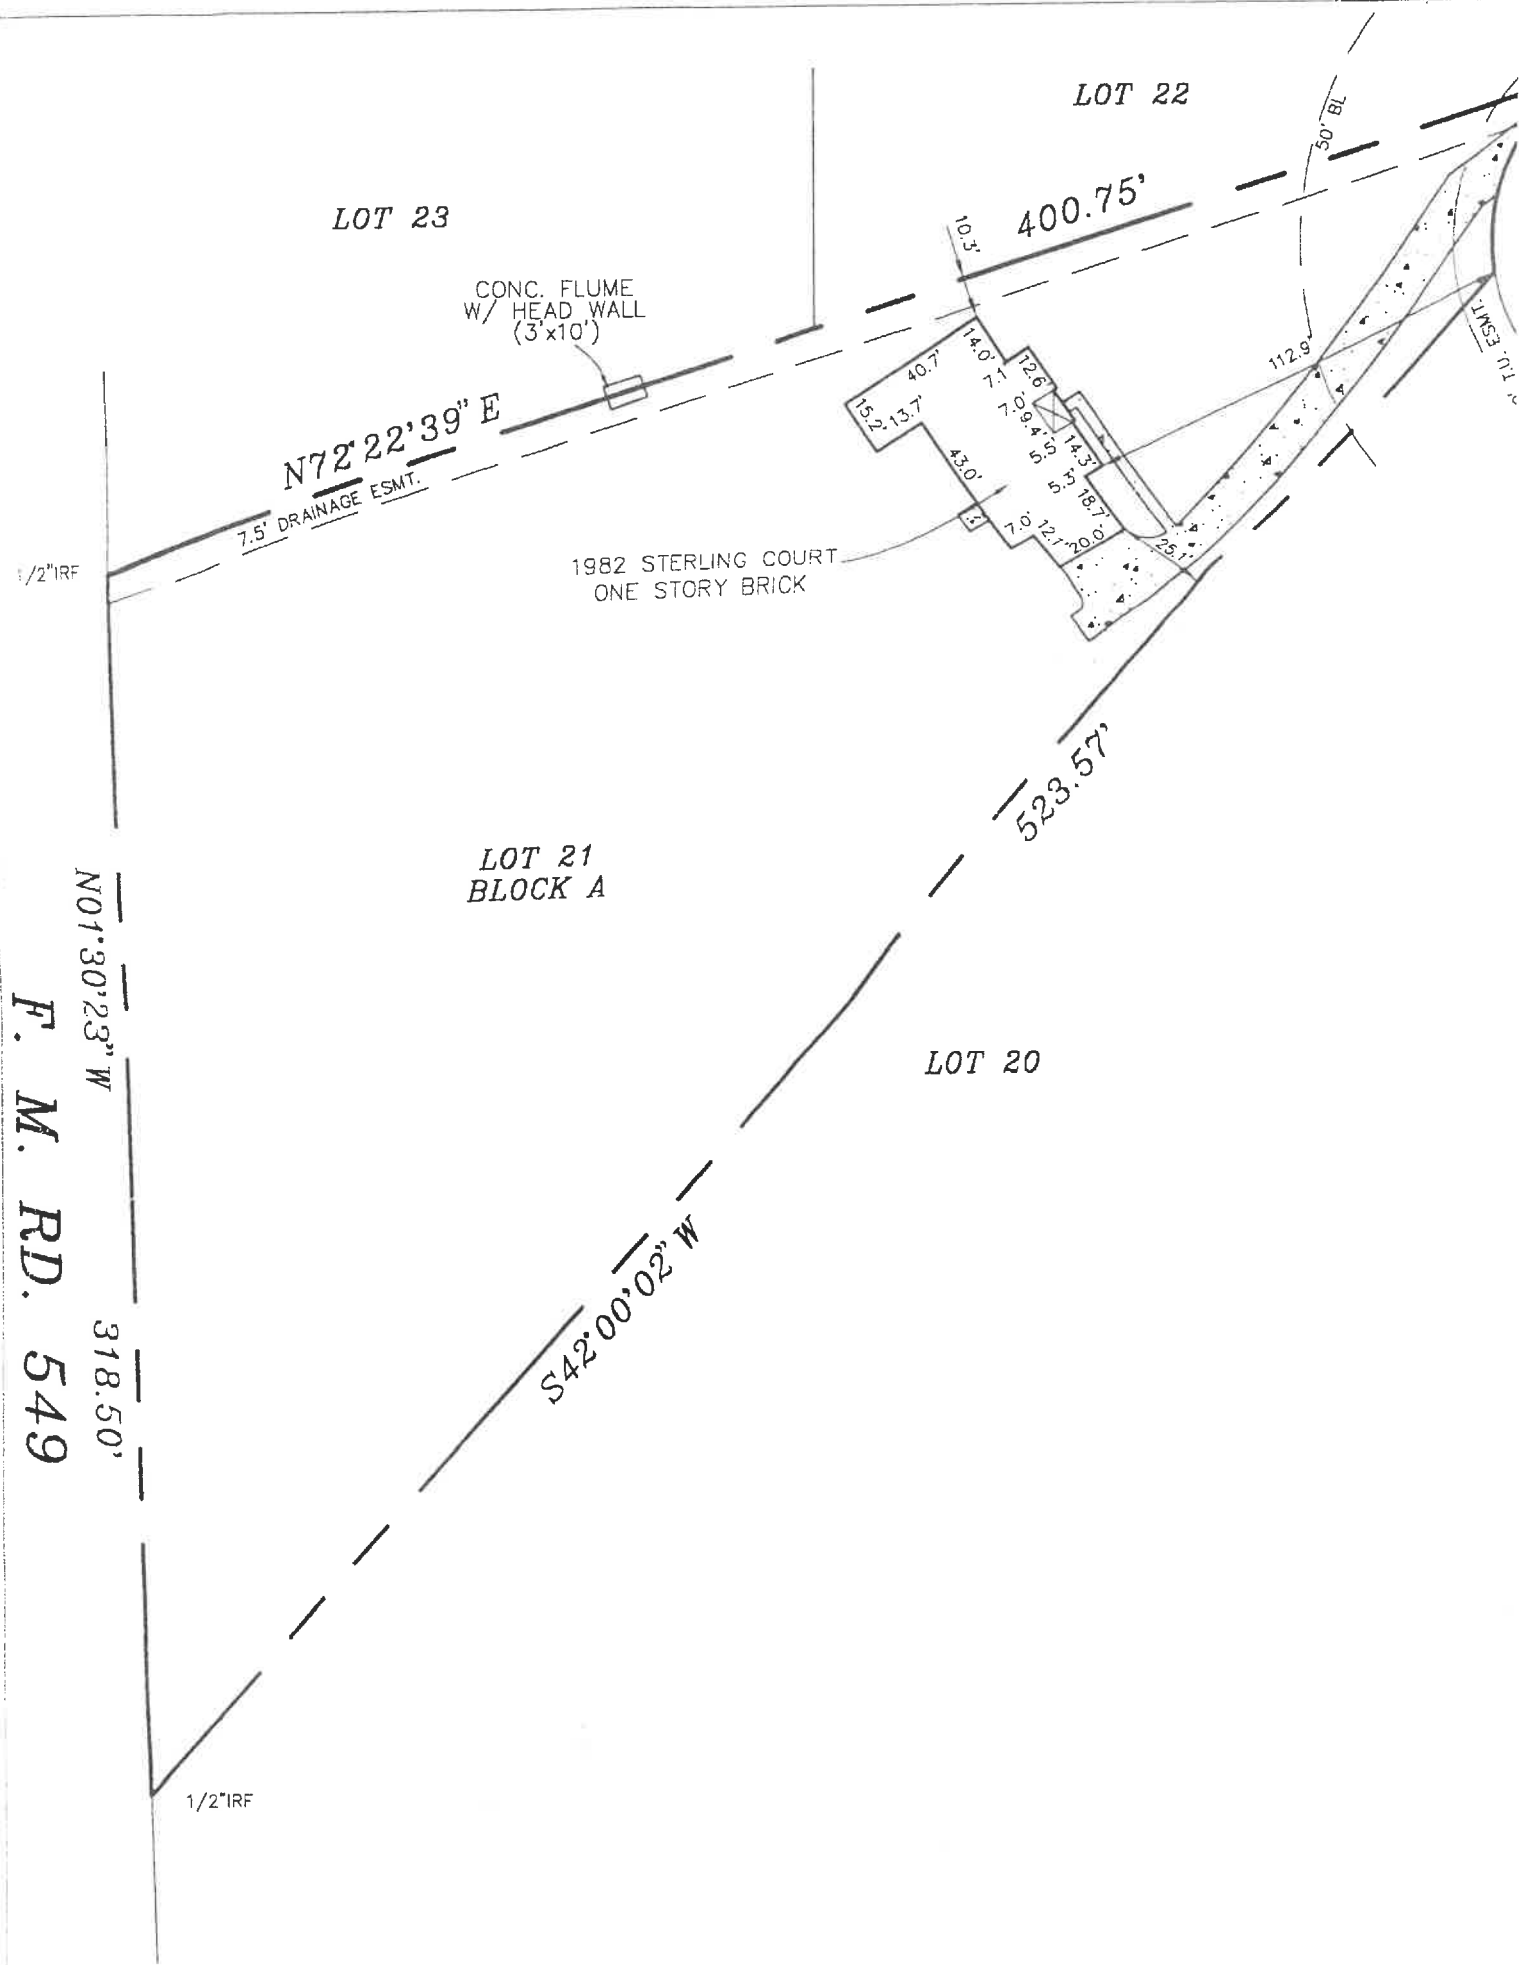 LOT 22
50' BL
LOT 23
400.75'
10.3'
CONC. FLUME
W/ HEAD WALL
(3'x10')
14.0'
12.6'
7.1
40.7'
112.9'
U. ESMT.
15.2'
13.7'
7.0'
9.4'
5.5'
14.3'
N72°22'39" E
43.0'
5.3'
18.7'
7.5' DRAINAGE ESMT.
7.0'
12.1'
20.0'
25.1'
1/2"IRF
1982 STERLING COURT
ONE STORY BRICK
523.57'
LOT 21
BLOCK A
N01°30'23" W
F. M. RD. 549
LOT 20
S42°00'02" W
318.50'
1/2"IRF